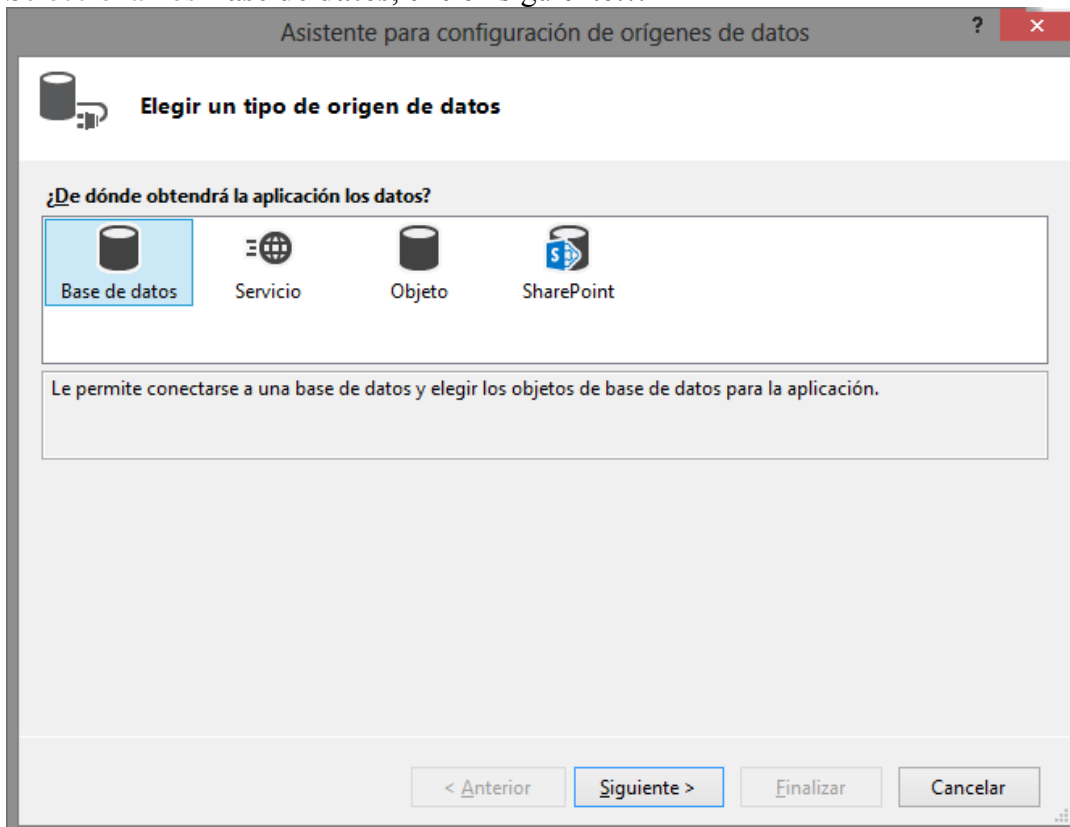 Asistente para configuración de orígenes de datos
?
Elegir un tipo de origen de datos
¿De dónde obtendrá la aplicación los datos?
Base de datos Servicio Objeto SharePoint
Le permite conectarse a una base de datos y elegir los objetos de base de datos para la aplicación.
< Anterior Siguiente > Finalizar Cancelar